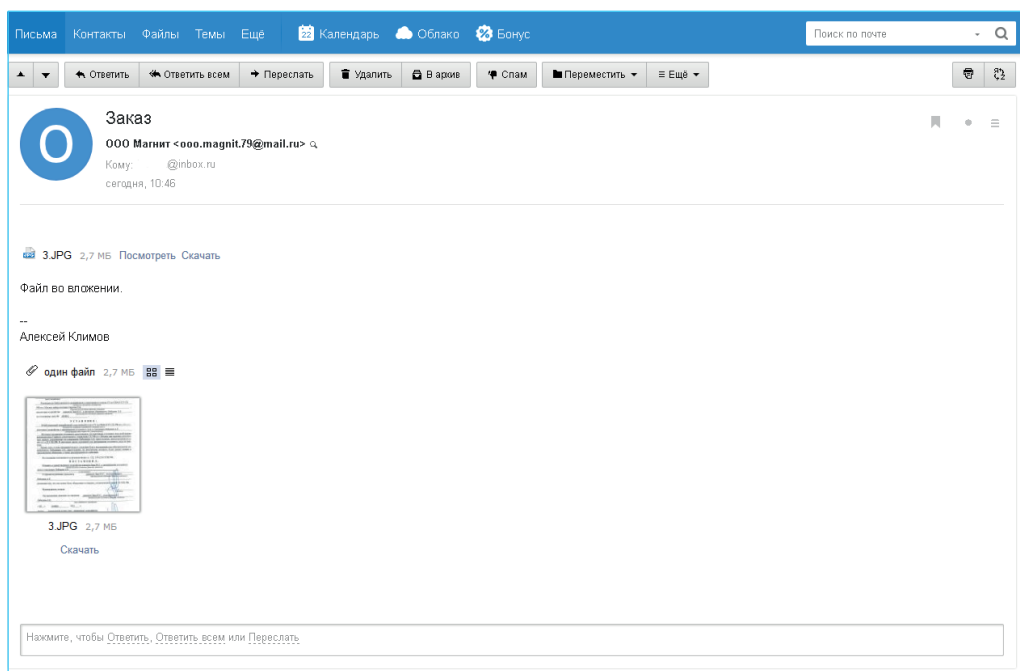 Письма Контакты Файлы Темы Ещё 22 Календарь Облако Бонус Поиск по почте
Ответить Ответить всем Переслать Удалить В архив Спам Переместить Ещё
О
Заказ
ООО Магнит <ooo.magnit.79@mail.ru>
Кому: @inbox.ru
сегодня, 10:46
3.JPG 2,7 МБ Посмотреть Скачать
Файл во вложении.
--
Алексей Климов
один файл 2,7 МБ
3.JPG 2,7 МБ
Скачать
Нажмите, чтобы Ответить, Ответить всем или Переслать